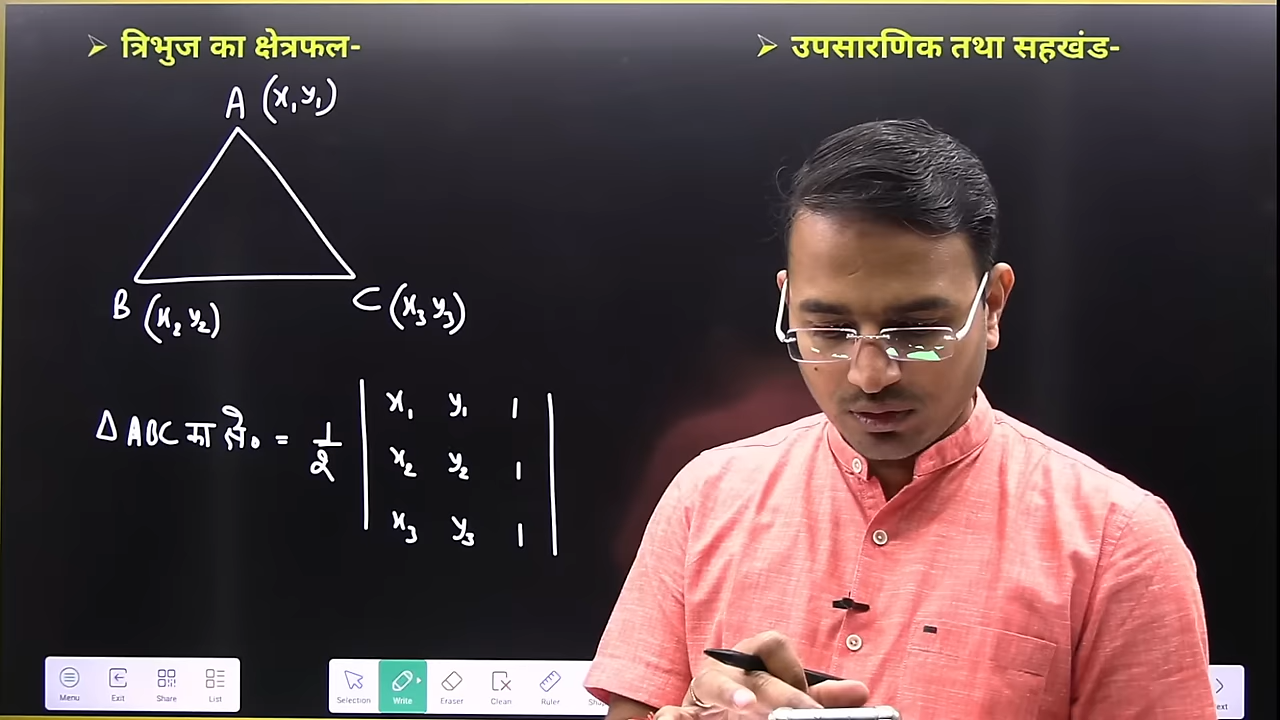 ➢ त्रिभुज का क्षेत्रफल-
➢ उपसारणिक तथा सहखंड-
A (x₁ y₁)
B (x₂ y₂)
C (x₃ y₃)
Δ ABC का क्षे० = 1/2 | x₁ y₁ 1 |
| x₂ y₂ 1 |
| x₃ y₃ 1 |
Menu
Exit
Share
List
Selection
Write
Eraser
Clean
Ruler